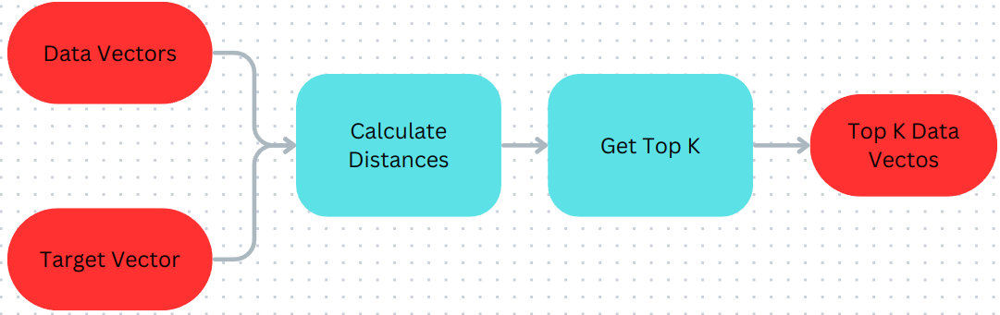 Data Vectors
Target Vector
Calculate
Distances
Get Top K
Top K Data
Vectos